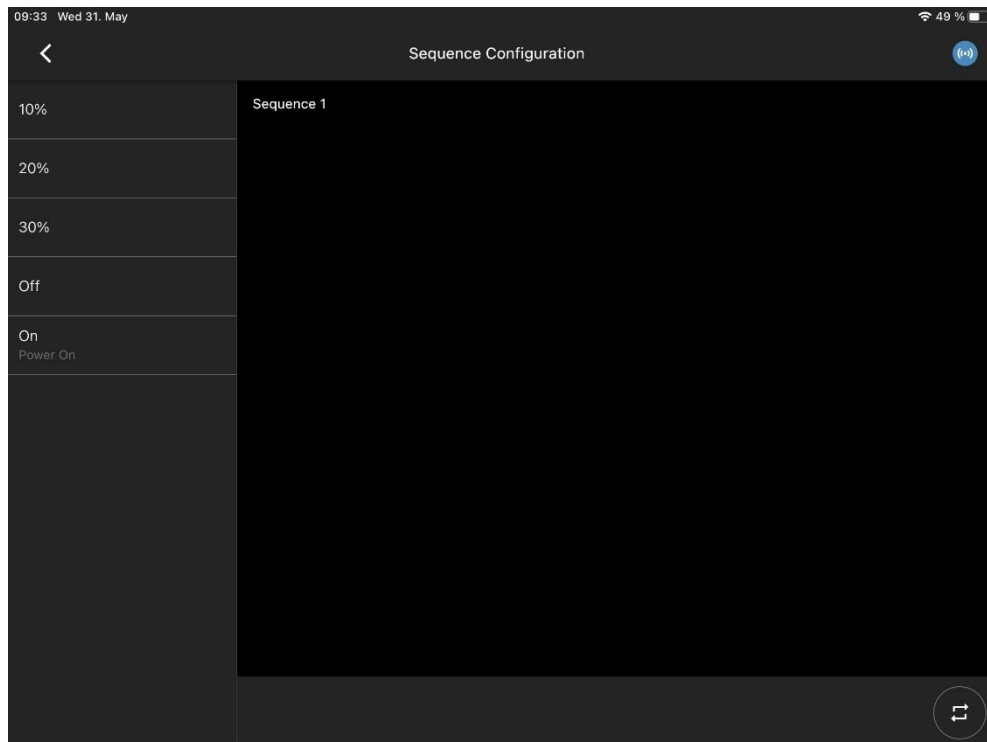 09:33 Wed 31. May 49 %
Sequence Configuration
10%
Sequence 1
20%
30%
Off
On
Power On